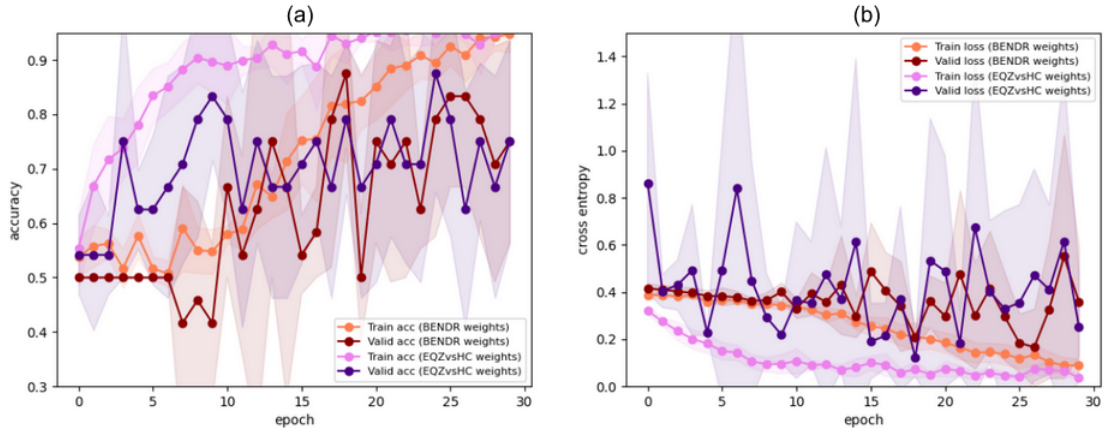 (a)
accuracy
0.9
0.8
0.7
0.6
0.5
0.4
0.3
0 5 10 15 20 25 30
epoch
Train acc (BENDR weights)
Valid acc (BENDR weights)
Train acc (EQZvsHC weights)
Valid acc (EQZvsHC weights)
(b)
cross entropy
1.4
1.2
1.0
0.8
0.6
0.4
0.2
0.0
0 5 10 15 20 25 30
epoch
Train loss (BENDR weights)
Valid loss (BENDR weights)
Train loss (EQZvsHC weights)
Valid loss (EQZvsHC weights)